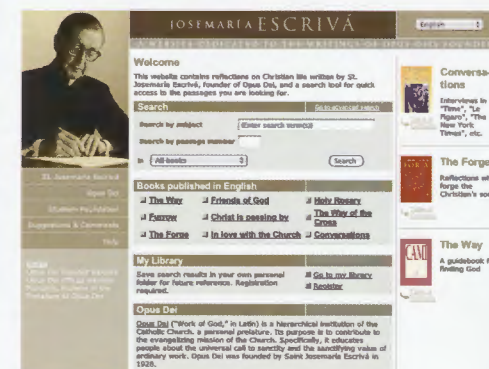 JOSEMARÍA ESCRIVÁ
English
A WEBSITE DEDICATED TO THE WRITINGS OF OPUS DEI'S FOUNDER
Welcome
This website contains reflections on Christian life written by St.
Josemaría Escrivá, founder of Opus Dei, and a search tool for quick
access to the passages you are looking for.
Search
Go to advanced search
Search by subject
(Enter search term(s))
Search by passage number
in
All books
Search
St. Josemaría Escrivá
Opus Dei
Suggestions & Comments
Help
Books published in English
The Way
Friends of God
Holy Rosary
Furrow
Christ is passing by
The Way of the
Cross
The Forge
In love with the Church
Conversations
My Library
Save search results in your own personal
folder for future reference. Registration
required.
Go to my library
Register
Opus Dei
Opus Dei ("Work of God," in Latin) is a hierarchical institution of the
Catholic Church, a personal prelature. Its purpose is to contribute to
the evangelizing mission of the Church. Specifically, it educates
people about the universal call to sanctity and the sanctifying value of
ordinary work. Opus Dei was founded by Saint Josemaría Escrivá in
1928.
Conversa-
tions
Interviews in
"Time", "Le
Figaro", "The
New York
Times", etc.
The Forge
Reflections wh
forge the
Christian's sou
The Way
A guidebook f
finding God